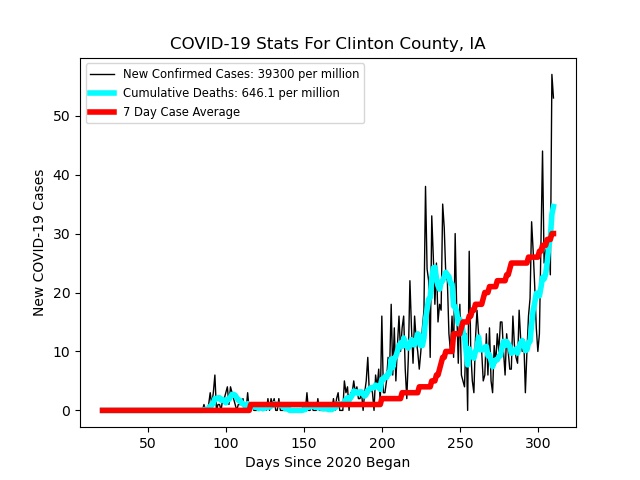 COVID-19 Stats For Clinton County, IA
New Confirmed Cases: 39300 per million
Cumulative Deaths: 646.1 per million
7 Day Case Average
New COVID-19 Cases
50
40
30
20
10
0
50 100 150 200 250 300
Days Since 2020 Began